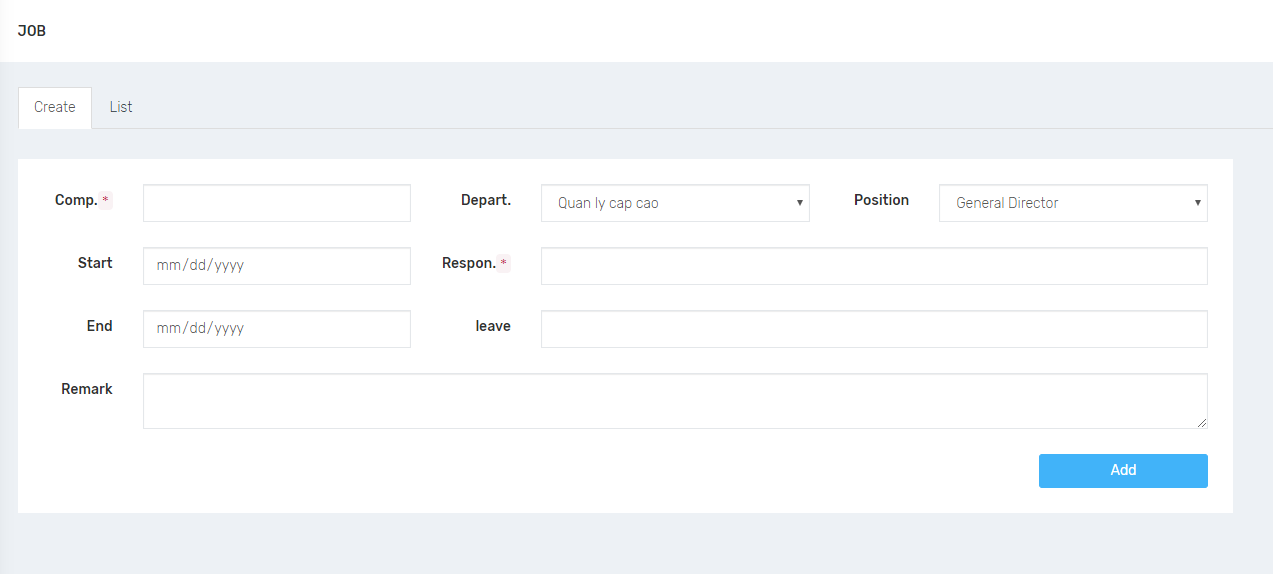 JOB
Create List
Comp. * Depart. Quan ly cap cao Position General Director
Start mm/dd/yyyy Respon. *
End mm/dd/yyyy leave
Remark
Add